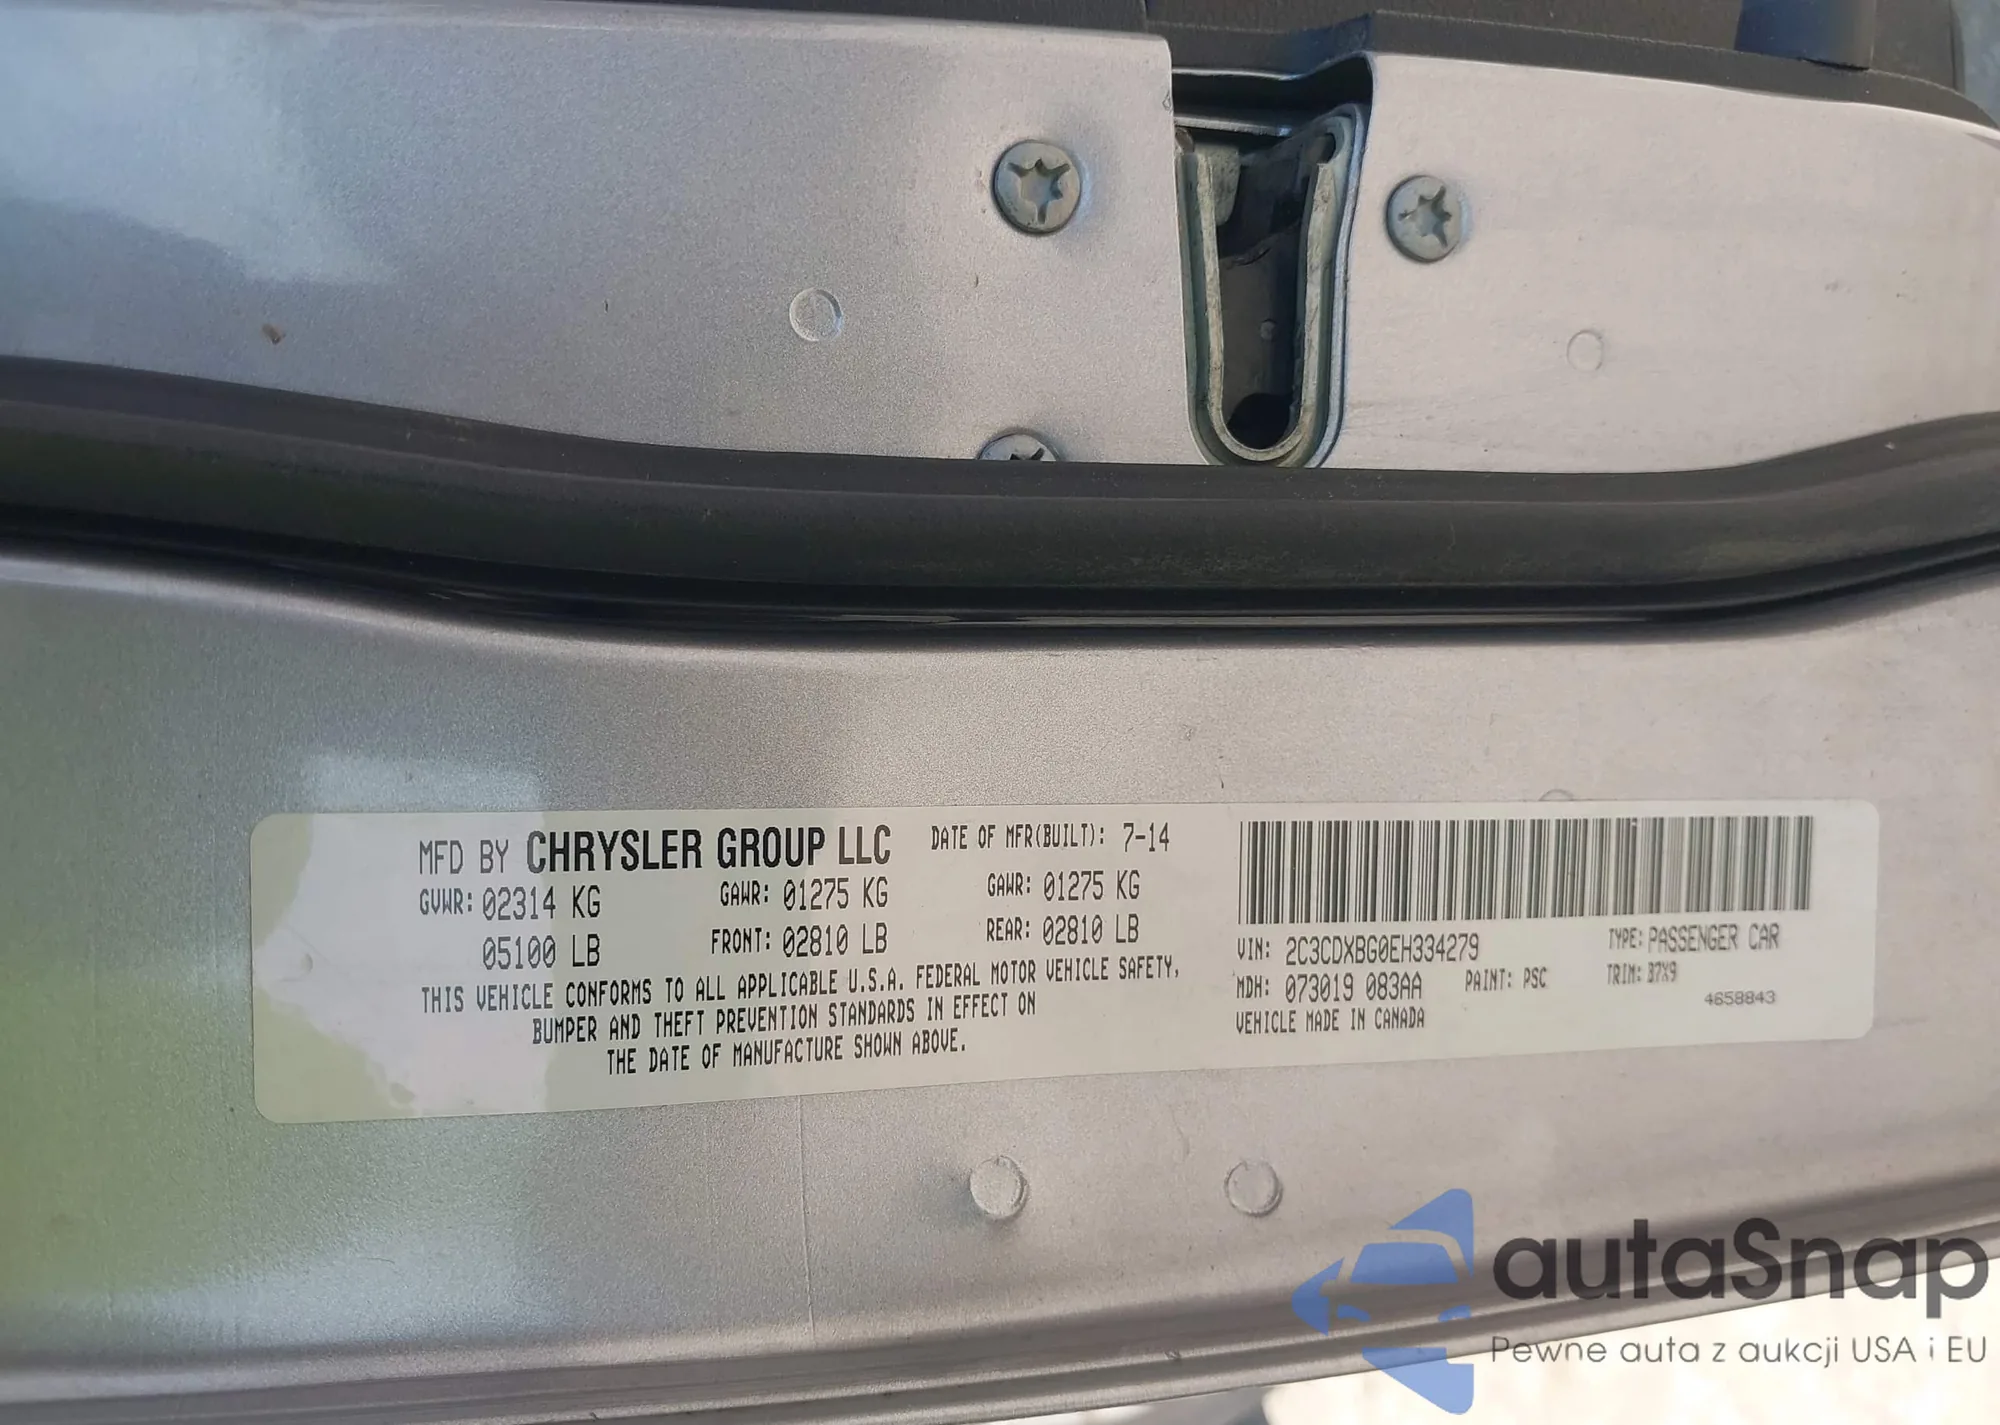 MFD BY CHRYSLER GROUP LLC DATE OF MFR(BUILT): 7-14
GVWR: 02314 KG GAWR: 01275 KG GAWR: 01275 KG
05100 LB FRONT: 02810 LB REAR: 02810 LB
THIS VEHICLE CONFORMS TO ALL APPLICABLE U.S.A. FEDERAL MOTOR VEHICLE SAFETY,
BUMPER AND THEFT PREVENTION STANDARDS IN EFFECT ON
THE DATE OF MANUFACTURE SHOWN ABOVE.
VIN: 2C3CDXBG0EH334279 TYPE: PASSENGER CAR
MDH: 073019 083AA PAINT: PSC TRIM: B7X9
VEHICLE MADE IN CANADA 4658843
autaSnap
Pewne auta z aukcji USA i EU